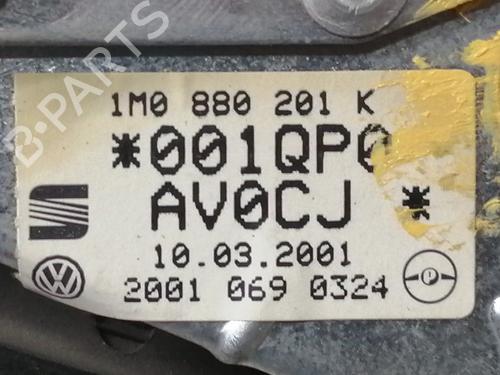 B-PARTS
1M0 880 201 K
*001QP
AV0CJ *
10.03.2001
2001 069 0324